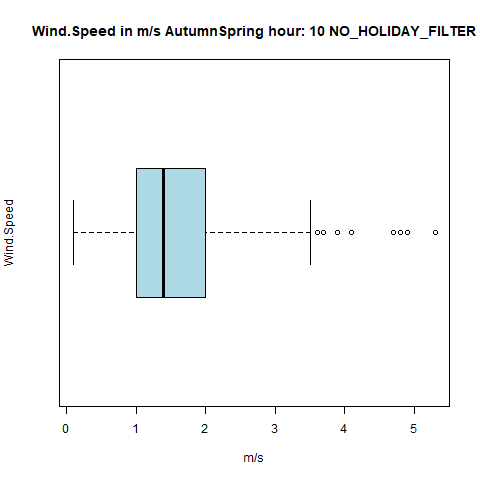 Wind.Speed in m/s AutumnSpring hour: 10 NO_HOLIDAY_FILTER
Wind.Speed
0 1 2 3 4 5
m/s